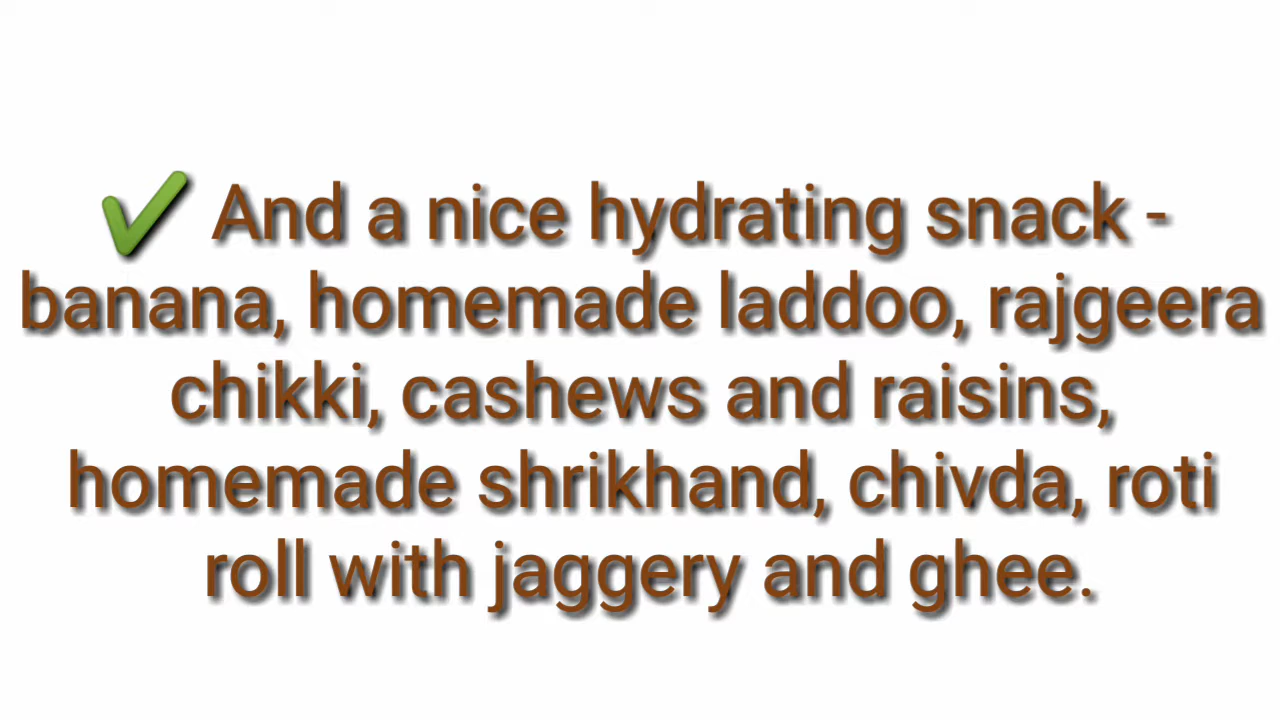 ✔ And a nice hydrating snack -
banana, homemade laddoo, rajgeera
chikki, cashews and raisins,
homemade shrikhand, chivda, roti
roll with jaggery and ghee.